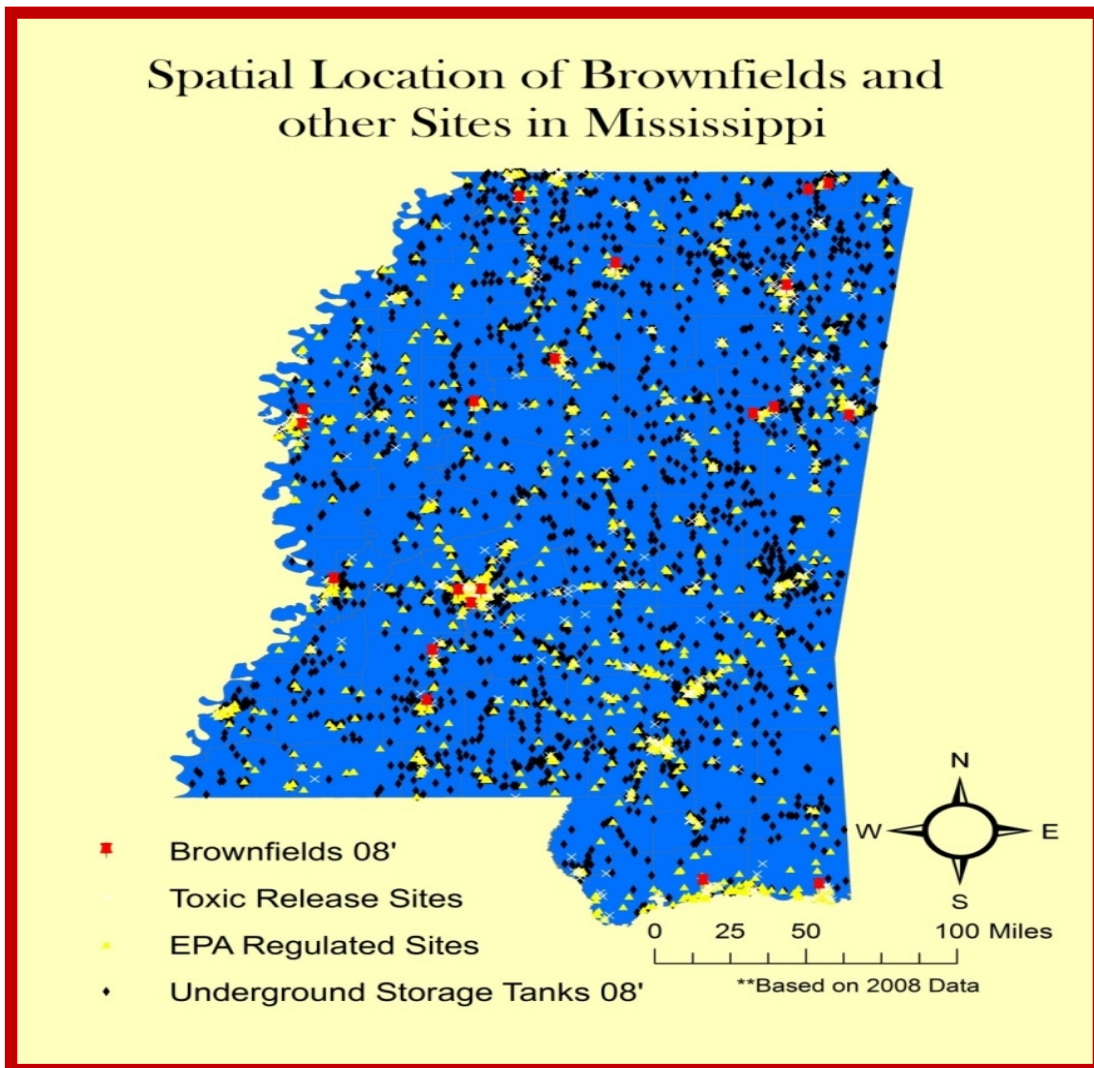 Spatial Location of Brownfields and
other Sites in Mississippi
N
W
E
S
Brownfields 08'
Toxic Release Sites
EPA Regulated Sites
Underground Storage Tanks 08'
0 25 50 100 Miles
**Based on 2008 Data